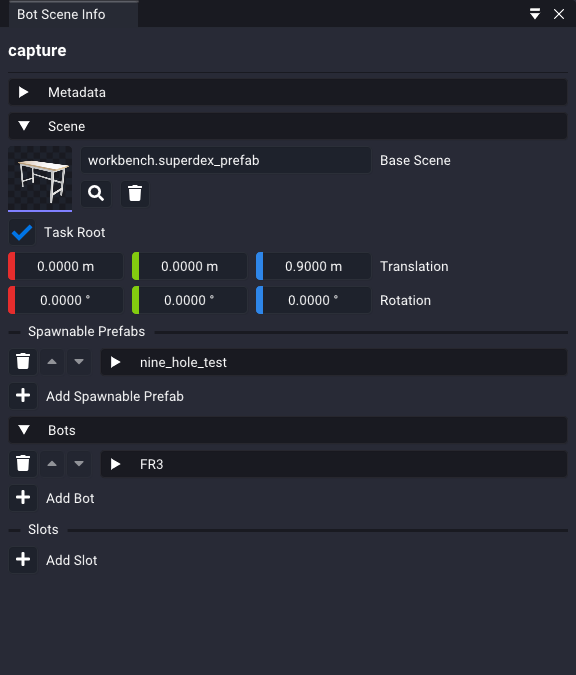 Bot Scene Info
capture
Metadata
Scene
workbench.superdex_prefab Base Scene
Task Root
0.0000 m 0.0000 m 0.9000 m Translation
0.0000 ° 0.0000 ° 0.0000 ° Rotation
Spawnable Prefabs
nine_hole_test
Add Spawnable Prefab
Bots
FR3
Add Bot
Slots
Add Slot